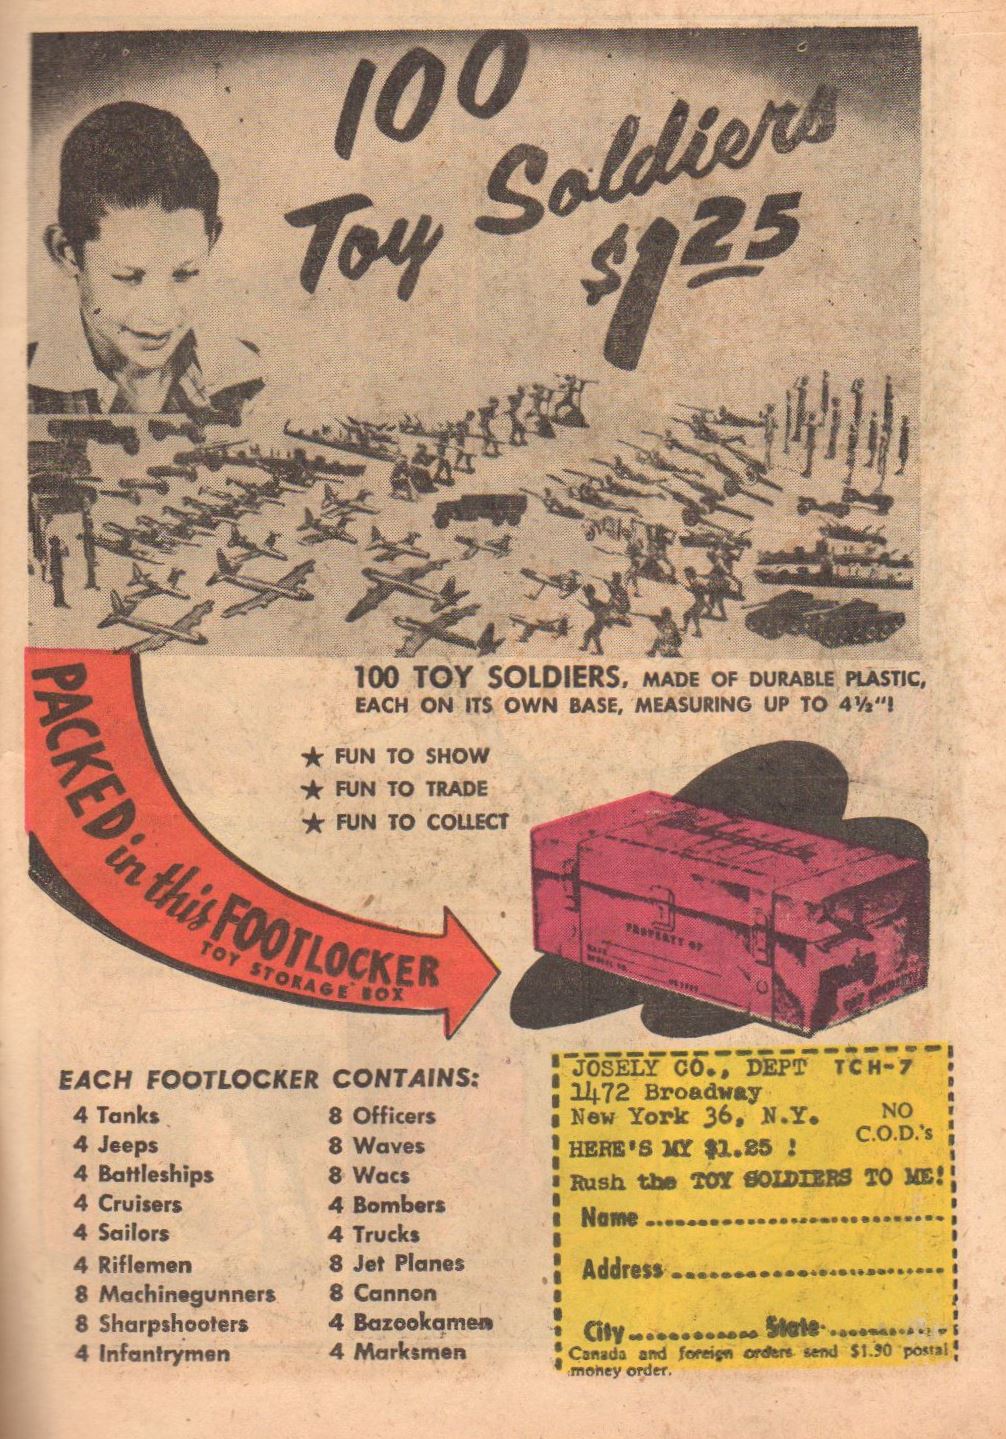 100
Toy Soldiers
$1.25
100 TOY SOLDIERS, MADE OF DURABLE PLASTIC,
EACH ON ITS OWN BASE, MEASURING UP TO 4½"!
★ FUN TO SHOW
★ FUN TO TRADE
★ FUN TO COLLECT
PACKED in this FOOTLOCKER
TOY STORAGE BOX
PROPERTY OF
EACH FOOTLOCKER CONTAINS:
4 Tanks
4 Jeeps
4 Battleships
4 Cruisers
4 Sailors
4 Riflemen
8 Machinegunners
8 Sharpshooters
4 Infantrymen
8 Officers
8 Waves
8 Wacs
4 Bombers
4 Trucks
8 Jet Planes
8 Cannon
4 Bazookamen
4 Marksmen
JOSELY CO., DEPT TCH-7
1472 Broadway
New York 36, N.Y.
NO
C.O.D.'s
HERE'S MY $1.25 !
Rush the TOY SOLDIERS TO ME!
Name
Address
City State
Canada and foreign orders send $1.50 postal
money order.